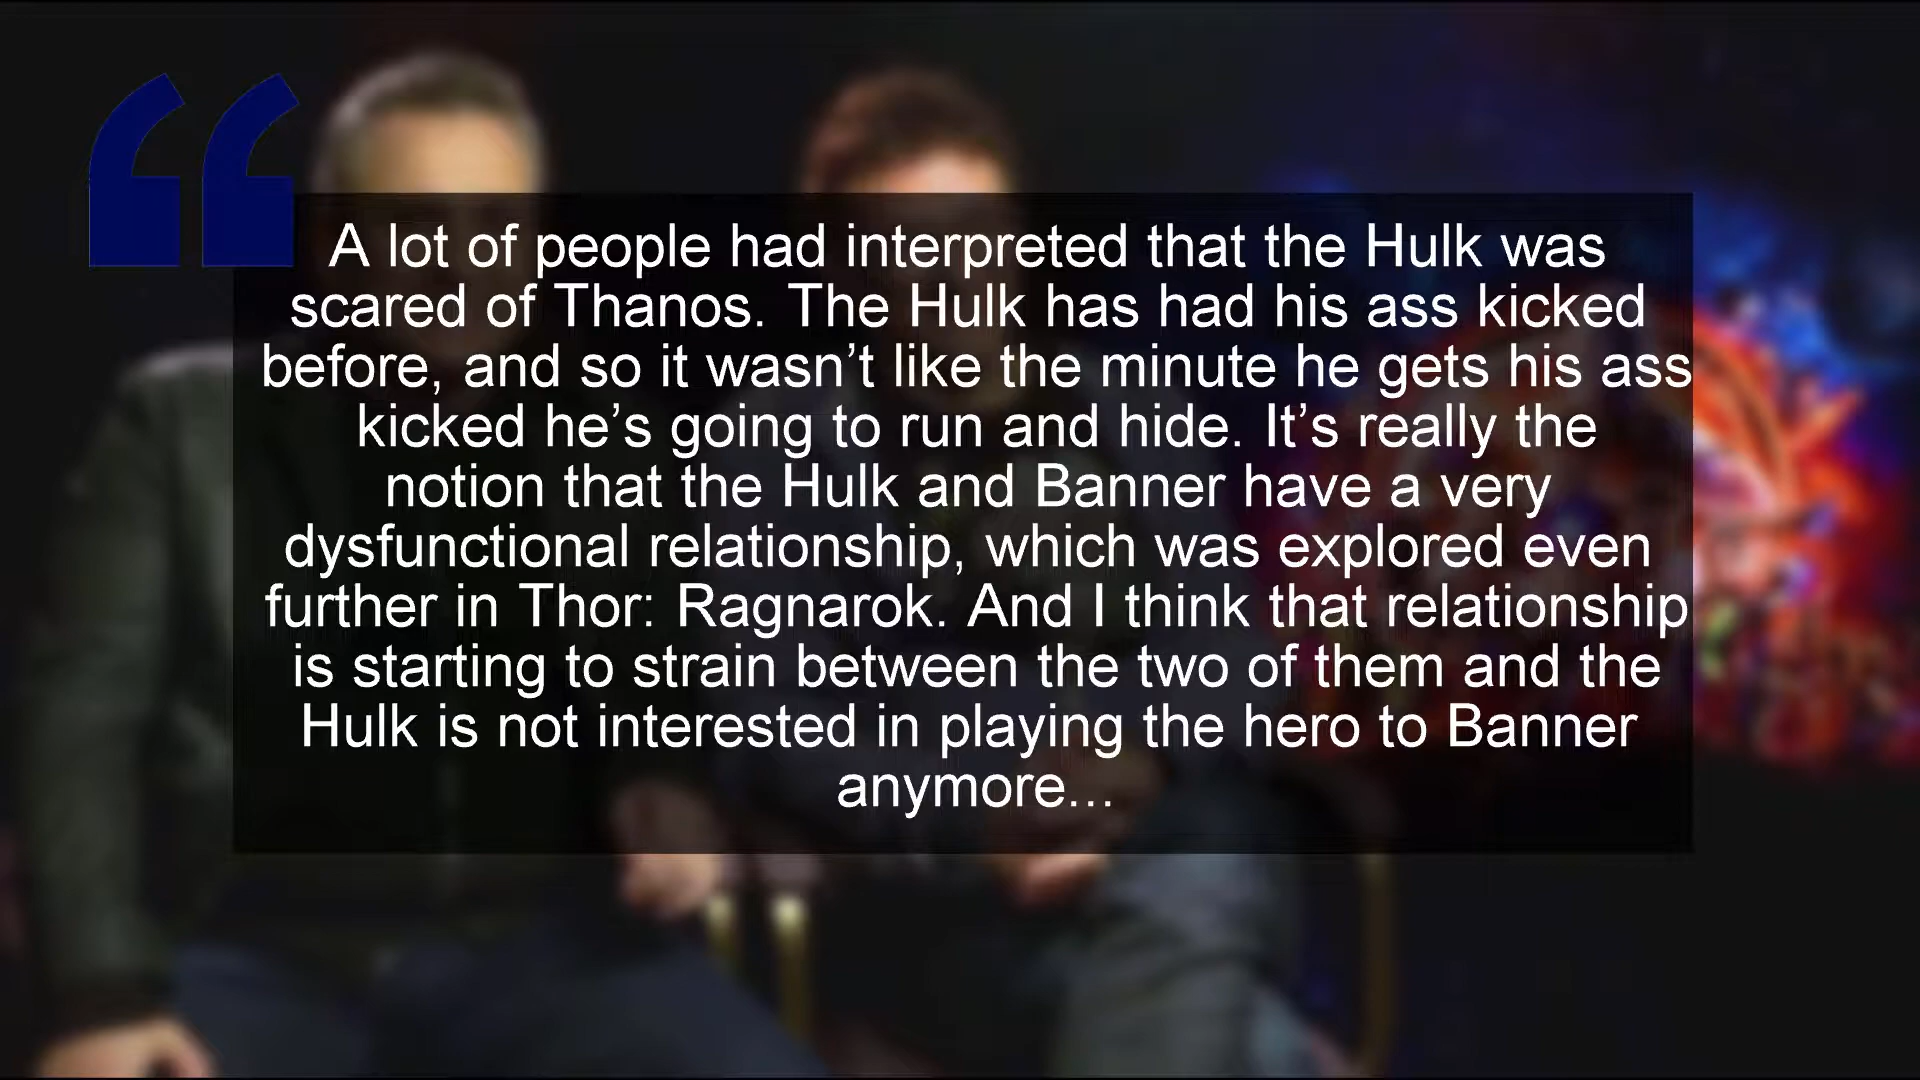 “
A lot of people had interpreted that the Hulk was
scared of Thanos. The Hulk has had his ass kicked
before, and so it wasn’t like the minute he gets his ass
kicked he’s going to run and hide. It’s really the
notion that the Hulk and Banner have a very
dysfunctional relationship, which was explored even
further in Thor: Ragnarok. And I think that relationship
is starting to strain between the two of them and the
Hulk is not interested in playing the hero to Banner
anymore...